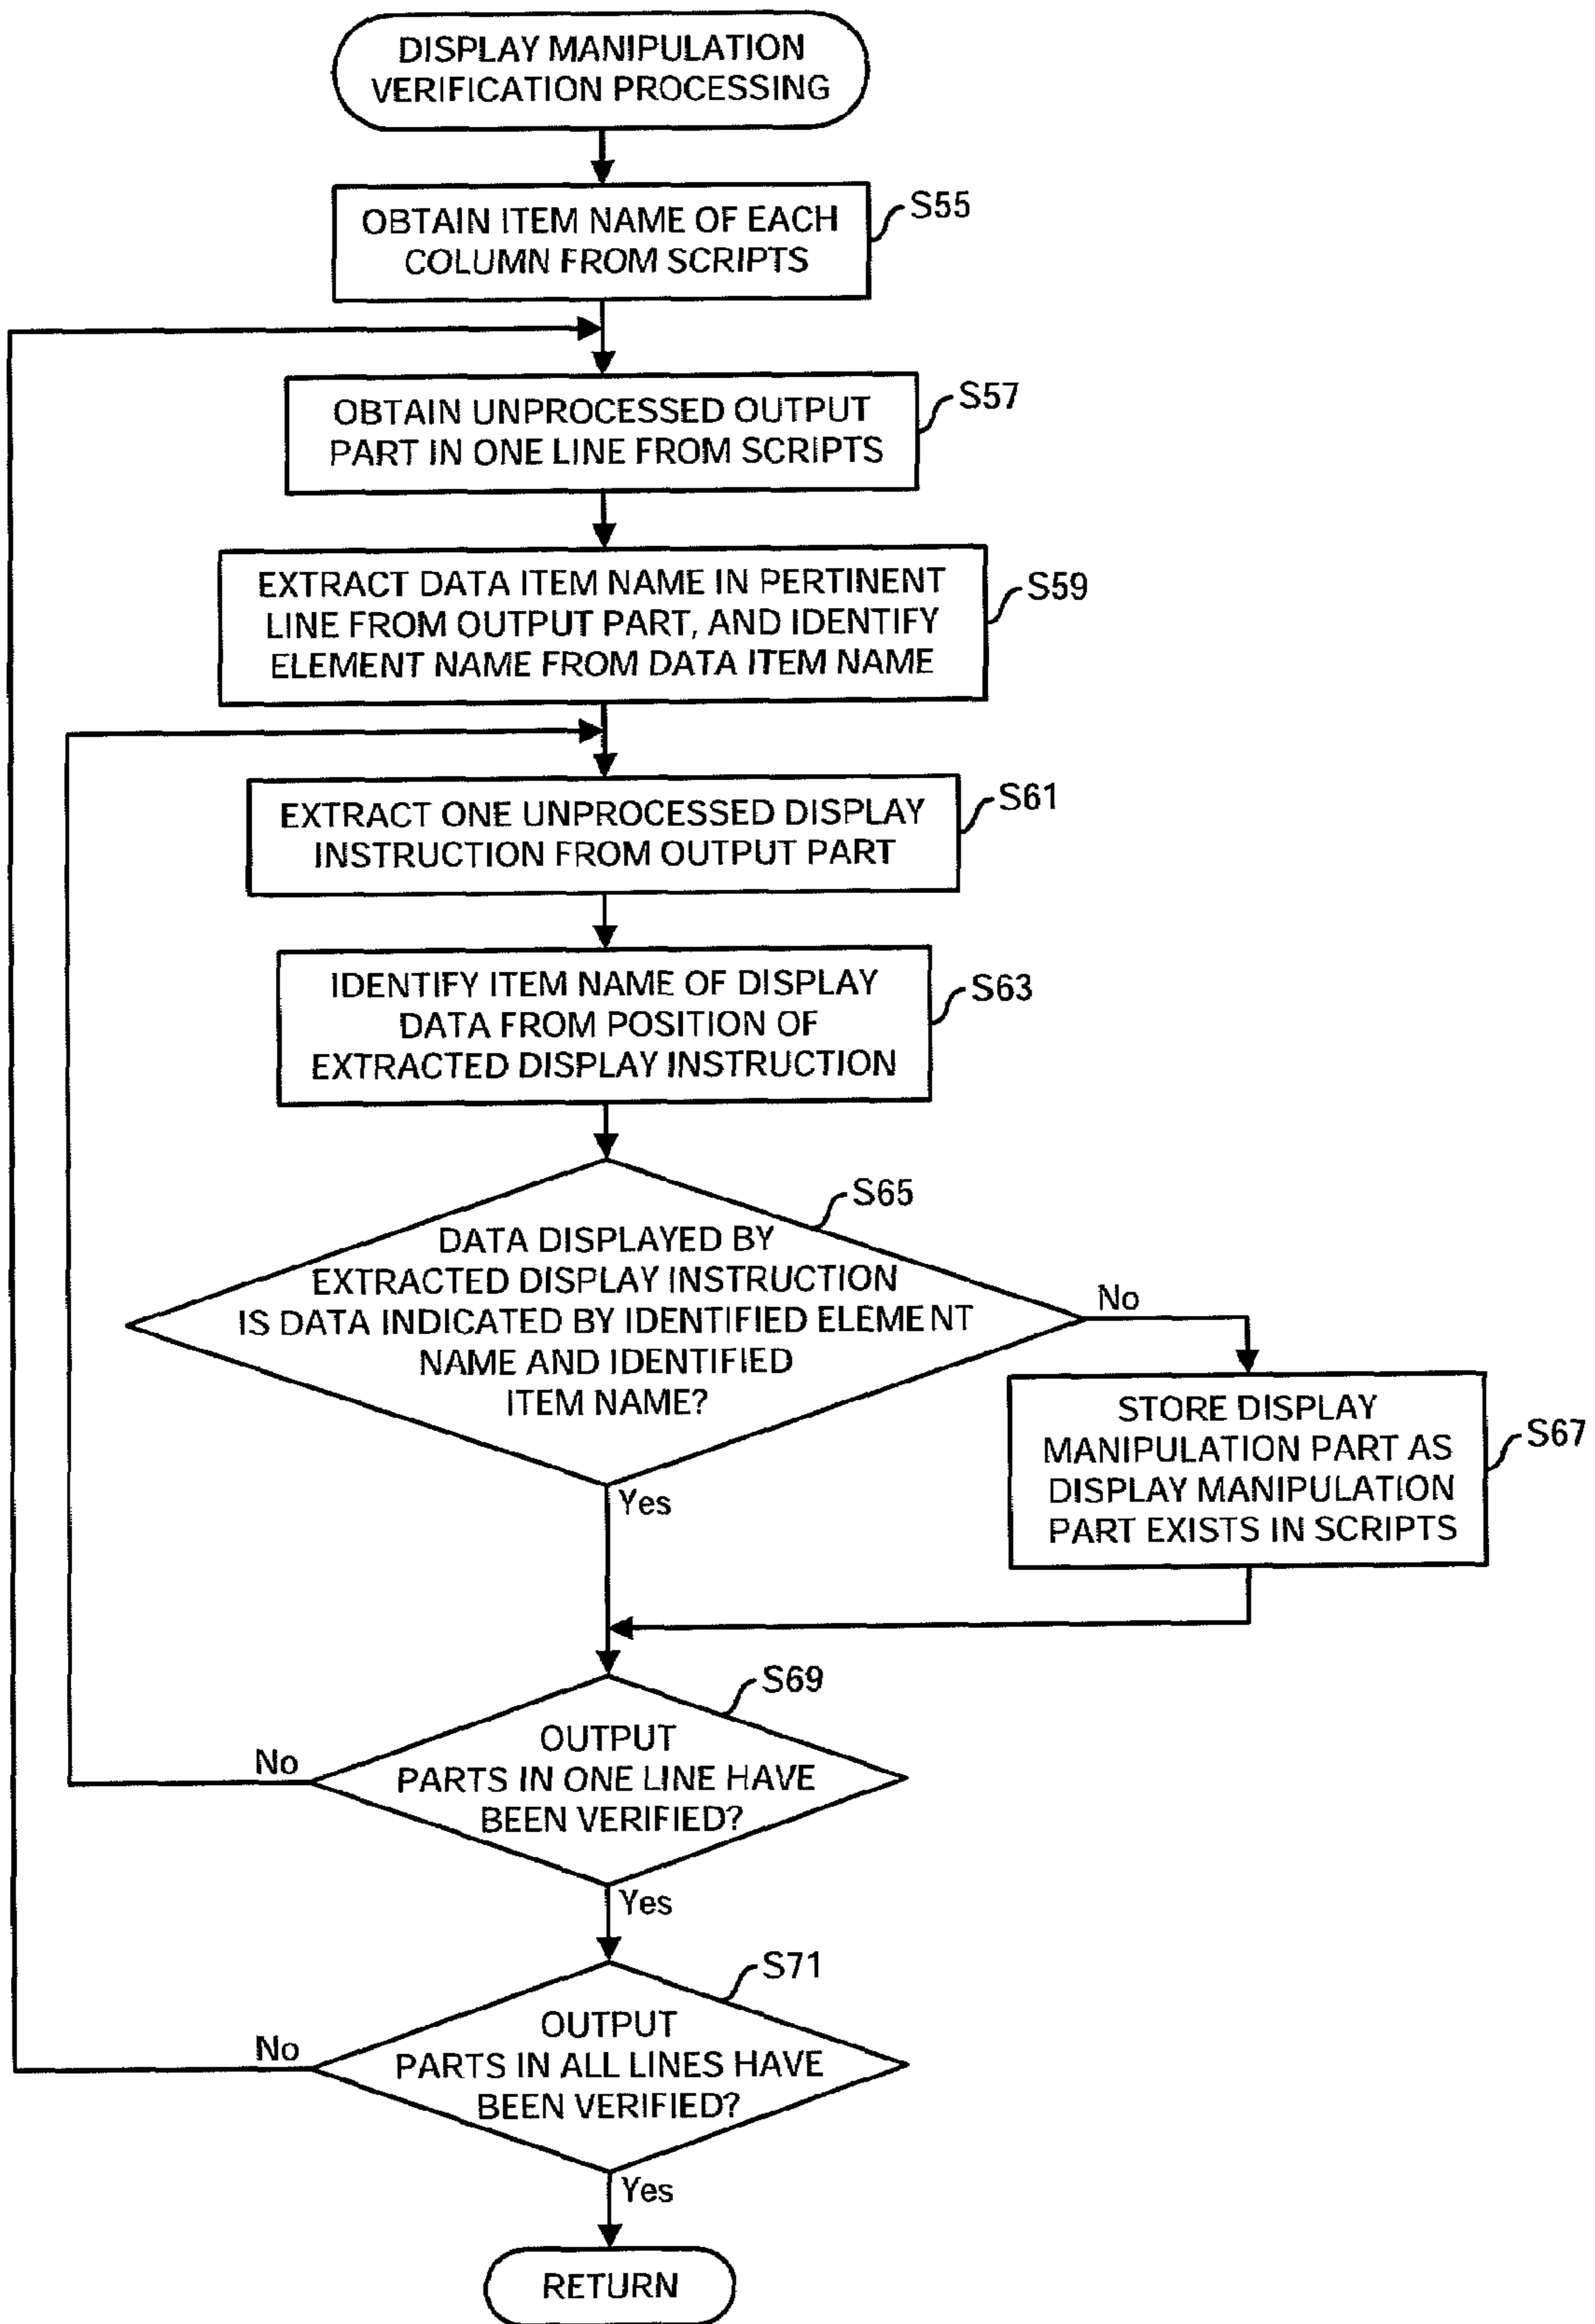 DISPLAY MANIPULATION
VERIFICATION PROCESSING
S55
OBTAIN ITEM NAME OF EACH
COLUMN FROM SCRIPTS
S57
OBTAIN UNPROCESSED OUTPUT
PART IN ONE LINE FROM SCRIPTS
S59
EXTRACT DATA ITEM NAME IN PERTINENT
LINE FROM OUTPUT PART, AND IDENTIFY
ELEMENT NAME FROM DATA ITEM NAME
S61
EXTRACT ONE UNPROCESSED DISPLAY
INSTRUCTION FROM OUTPUT PART
S63
IDENTIFY ITEM NAME OF DISPLAY
DATA FROM POSITION OF
EXTRACTED DISPLAY INSTRUCTION
S65
DATA DISPLAYED BY
EXTRACTED DISPLAY INSTRUCTION
IS DATA INDICATED BY IDENTIFIED ELEMENT
NAME AND IDENTIFIED
ITEM NAME?
No
Yes
S67
STORE DISPLAY
MANIPULATION PART AS
DISPLAY MANIPULATION
PART EXISTS IN SCRIPTS
S69
OUTPUT
PARTS IN ONE LINE HAVE
BEEN VERIFIED?
No
Yes
S71
OUTPUT
PARTS IN ALL LINES HAVE
BEEN VERIFIED?
No
Yes
RETURN